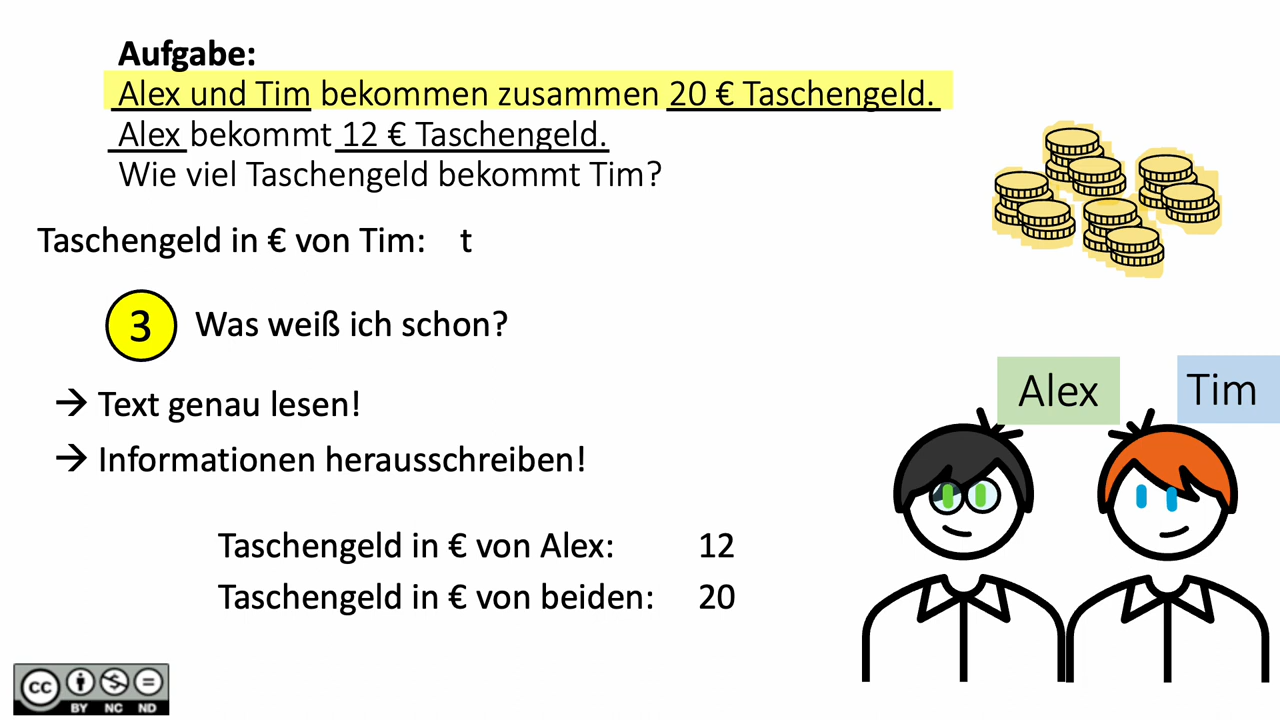 Aufgabe:
Alex und Tim bekommen zusammen 20 € Taschengeld.
Alex bekommt 12 € Taschengeld.
Wie viel Taschengeld bekommt Tim?
Taschengeld in € von Tim: t
3 Was weiß ich schon?
→ Text genau lesen!
→ Informationen herausschreiben!
Alex
Tim
Taschengeld in € von Alex: 12
Taschengeld in € von beiden: 20
cc
BY NC ND